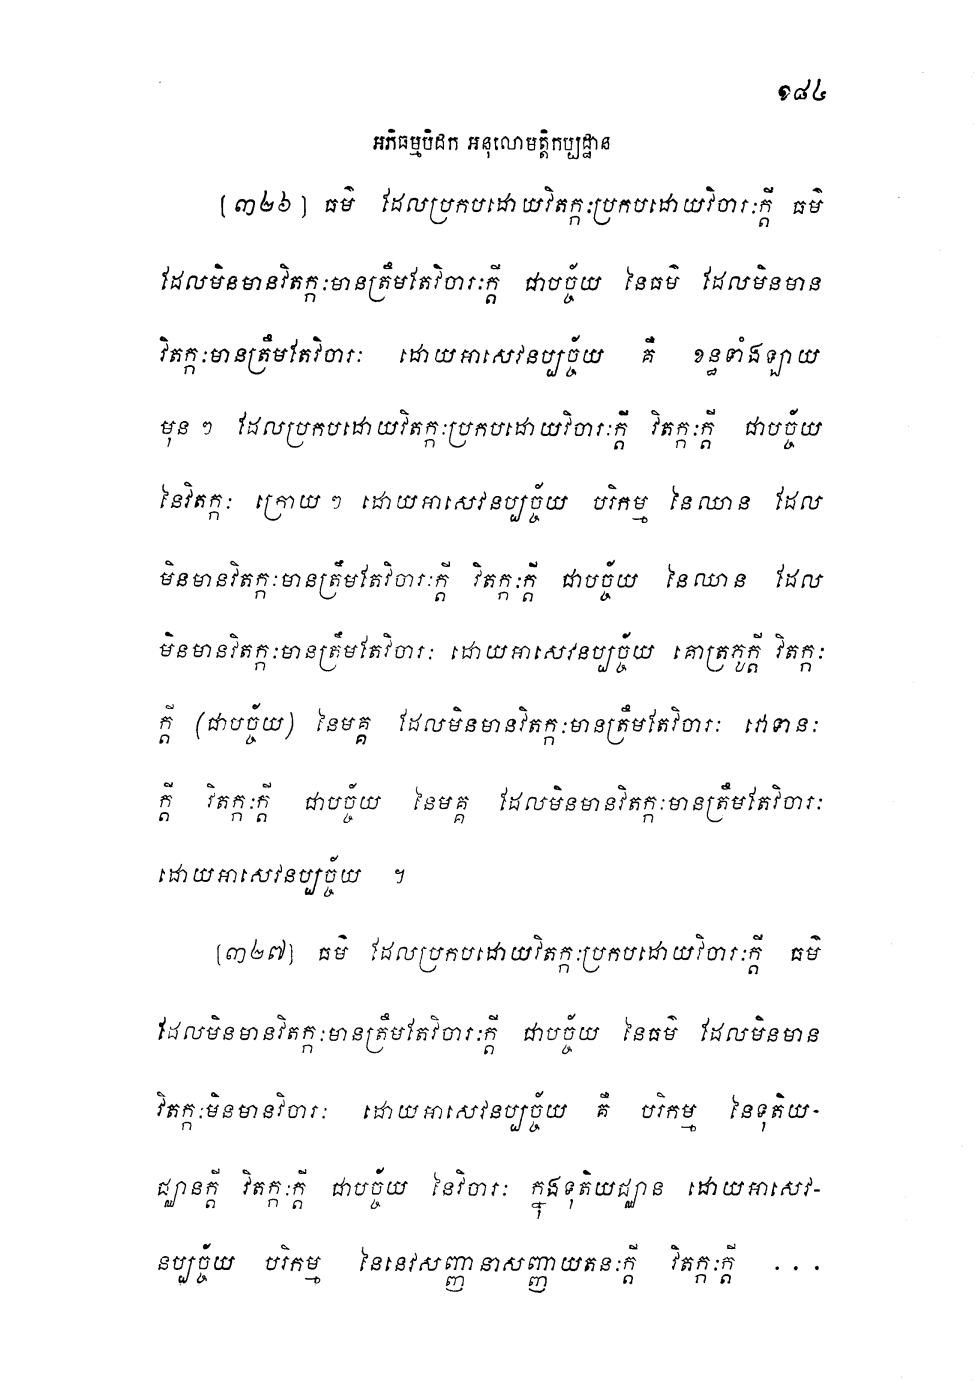 ១៨៤
អភិធម្មបិដក អនុលោមត្តិកប្បដ្ឋាន
[៣២៦] ធម៌ ដែលប្រកបដោយវិតក្កៈប្រកបដោយវិចារៈក្តី ធម៌
ដែលមិនមានវិតក្កៈមានត្រឹមតែវិចារៈក្តី ជាបច្ច័យ នៃធម៌ ដែលមិនមាន
វិតក្កៈមានត្រឹមតែវិចារៈ ដោយអាសេវនប្បច្ច័យ គឺ ខន្ធទាំងឡាយ
មុន ៗ ដែលប្រកបដោយវិតក្កៈប្រកបដោយវិចារៈក្តី វិតក្កៈក្តី ជាបច្ច័យ
នៃវិតក្កៈ ក្រោយ ៗ ដោយអាសេវនប្បច្ច័យ បរិកម្ម នៃឈាន ដែល
មិនមានវិតក្កៈមានត្រឹមតែវិចារៈក្តី វិតក្កៈក្តី ជាបច្ច័យ នៃឈាន ដែល
មិនមានវិតក្កៈមានត្រឹមតែវិចារៈ ដោយអាសេវនប្បច្ច័យ គោត្រភូក្តី វិតក្កៈ
ក្តី (ជាបច្ច័យ) នៃមគ្គ ដែលមិនមានវិតក្កៈមានត្រឹមតែវិចារៈ វោទានៈ
ក្តី វិតក្កៈក្តី ជាបច្ច័យ នៃមគ្គ ដែលមិនមានវិតក្កៈមានត្រឹមតែវិចារៈ
ដោយអាសេវនប្បច្ច័យ ។
[៣២៧] ធម៌ ដែលប្រកបដោយវិតក្កៈប្រកបដោយវិចារៈក្តី ធម៌
ដែលមិនមានវិតក្កៈមានត្រឹមតែវិចារៈក្តី ជាបច្ច័យ នៃធម៌ ដែលមិនមាន
វិតក្កៈមិនមានវិចារៈ ដោយអាសេវនប្បច្ច័យ គឺ បរិកម្ម នៃទុតិយ-
ជ្ឈានក្តី វិតក្កៈក្តី ជាបច្ច័យ នៃវិចារៈ ក្នុងទុតិយជ្ឈាន ដោយអាសេវ-
នប្បច្ច័យ បរិកម្ម នៃនេវសញ្ញានាសញ្ញាយតនៈក្តី វិតក្កៈក្តី ...